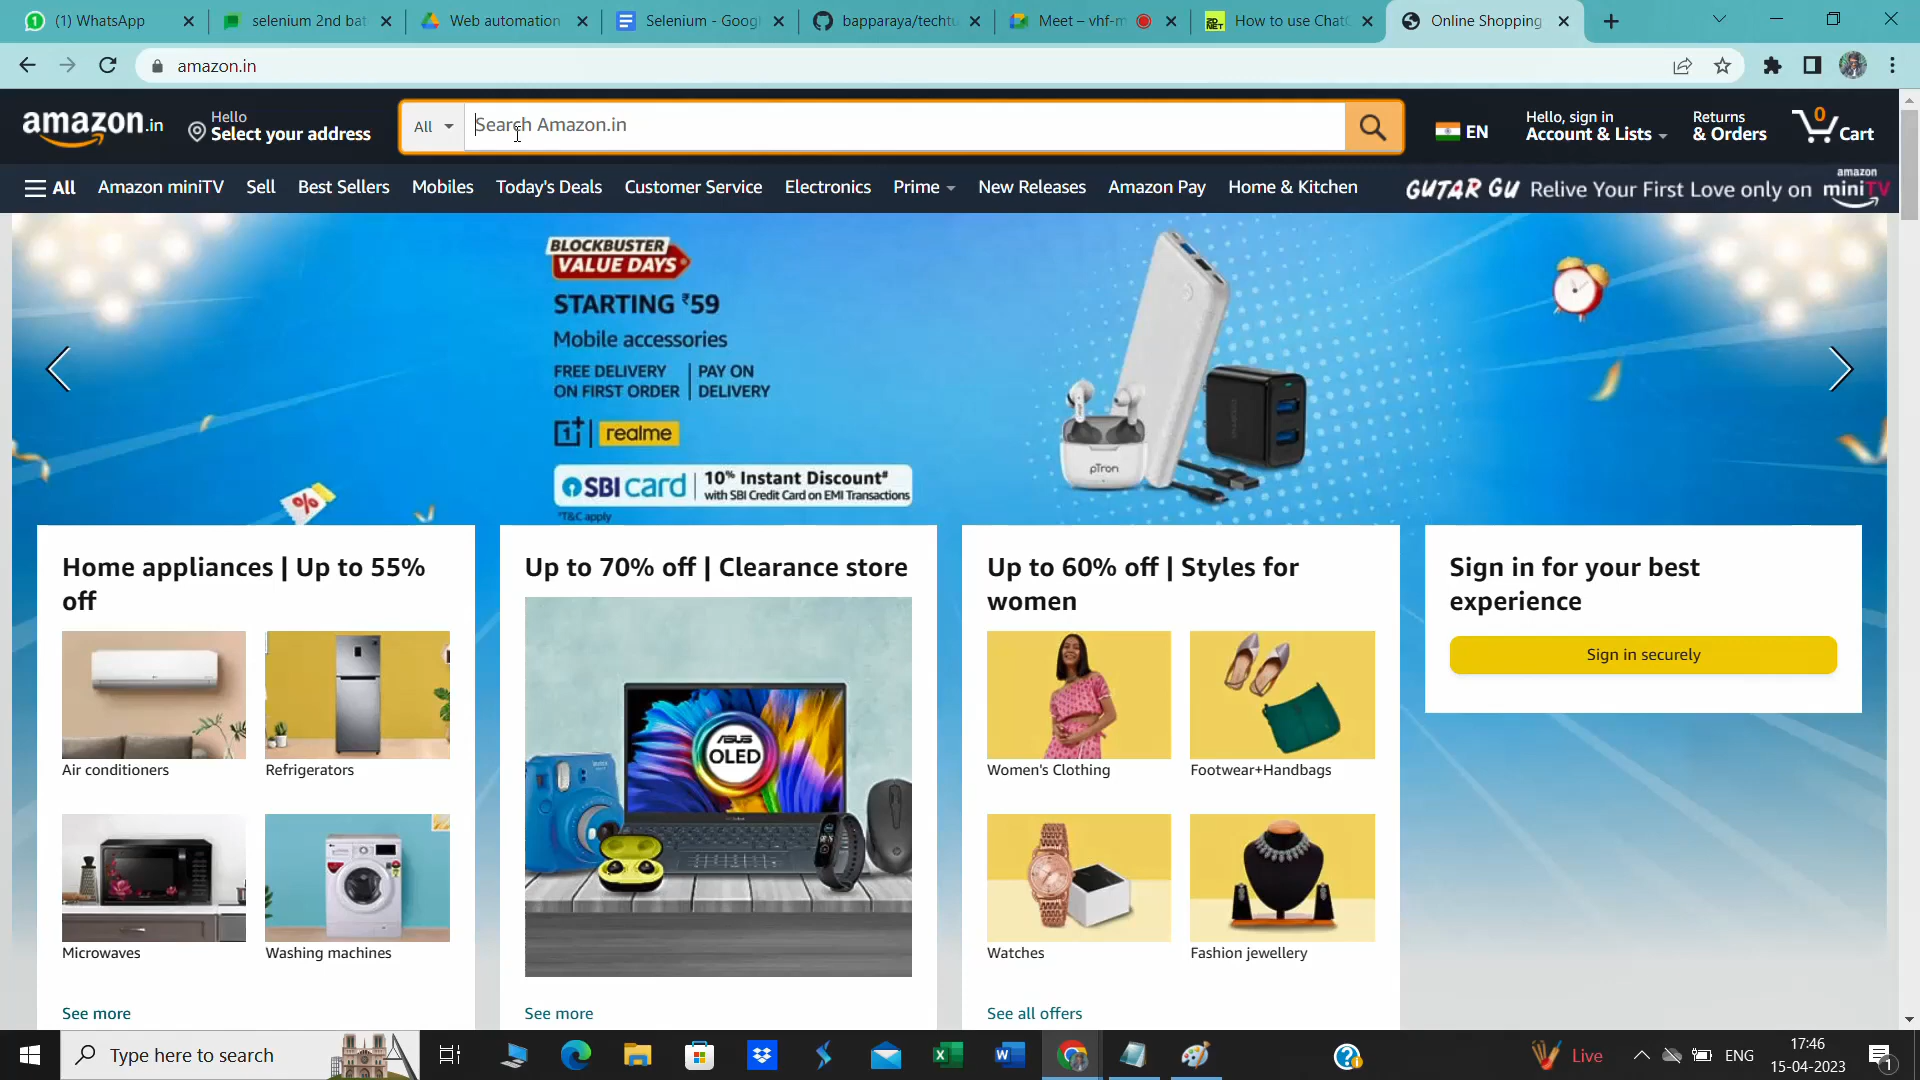 (1) WhatsApp
selenium 2nd bat
Web automation
Selenium - Googl
bapparaya/techtu
Meet – vhf-m
How to use ChatG
Online Shopping
amazon.in
amazon.in
Hello
Select your address
All
Search Amazon.in
EN
Hello, sign in
Account & Lists
Returns
& Orders
0
Cart
All
Amazon miniTV
Sell
Best Sellers
Mobiles
Today's Deals
Customer Service
Electronics
Prime
New Releases
Amazon Pay
Home & Kitchen
GUTAR GU Relive Your First Love only on
amazon
miniTV
BLOCKBUSTER
VALUE DAYS
STARTING ₹59
Mobile accessories
FREE DELIVERY
ON FIRST ORDER
PAY ON
DELIVERY
realme
SBI card
10% Instant Discount#
with SBI Credit Card on EMI Transactions
*T&C apply
pTron
Home appliances | Up to 55%
off
Air conditioners
Refrigerators
Microwaves
Washing machines
See more
Up to 70% off | Clearance store
ASUS
OLED
See more
Up to 60% off | Styles for
women
Women's Clothing
Footwear+Handbags
Watches
Fashion jewellery
See all offers
Sign in for your best
experience
Sign in securely
Type here to search
Live
ENG
17:46
15-04-2023
1